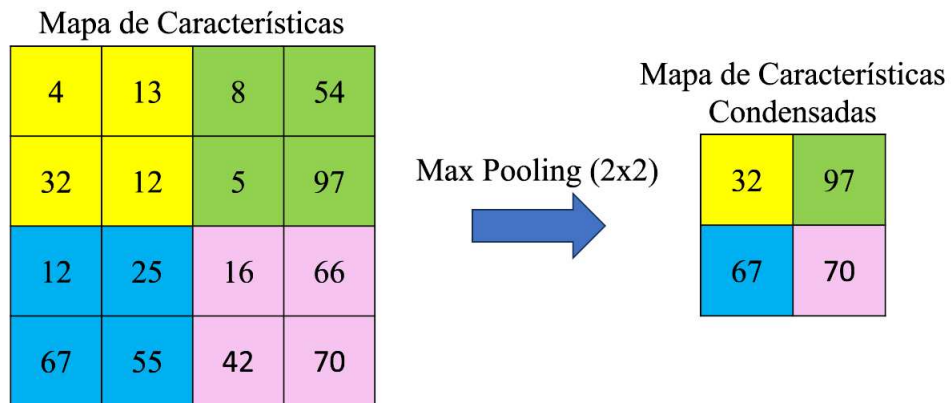 Mapa de Características
4 13 8 54
32 12 5 97
12 25 16 66
67 55 42 70
Max Pooling (2x2)
Mapa de Características
Condensadas
32 97
67 70